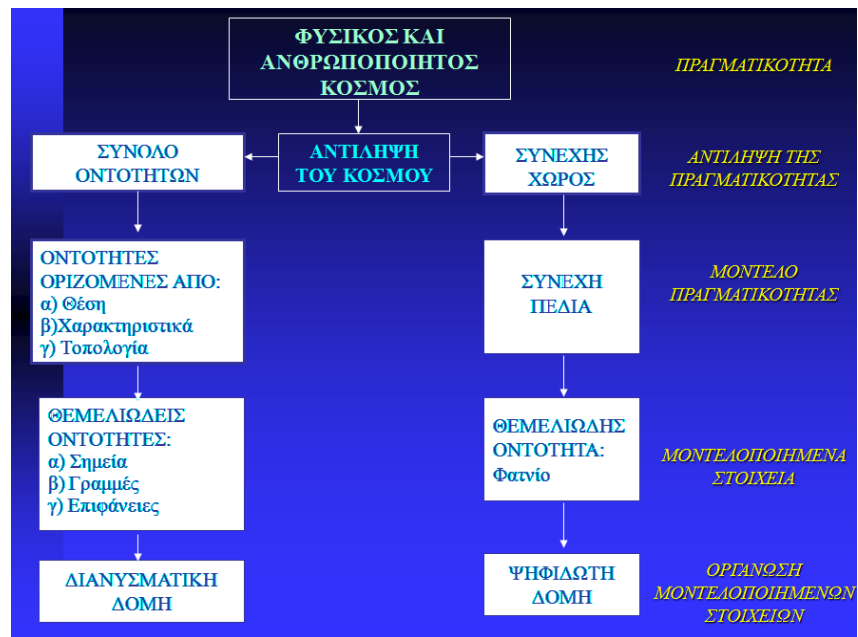 ΦΥΣΙΚΟΣ ΚΑΙ
ΑΝΘΡΩΠΟΠΟΙΗΤΟΣ
ΚΟΣΜΟΣ
ΠΡΑΓΜΑΤΙΚΟΤΗΤΑ
ΣΥΝΟΛΟ
ΟΝΤΟΤΗΤΩΝ
ΑΝΤΙΛΗΨΗ
ΤΟΥ ΚΟΣΜΟΥ
ΣΥΝΕΧΗΣ
ΧΩΡΟΣ
ΑΝΤΙΛΗΨΗ ΤΗΣ
ΠΡΑΓΜΑΤΙΚΟΤΗΤΑΣ
ΟΝΤΟΤΗΤΕΣ
ΟΡΙΖΟΜΕΝΕΣ ΑΠΟ:
α) Θέση
β)Χαρακτηριστικά
γ) Τοπολογία
ΣΥΝΕΧΗ
ΠΕΔΙΑ
ΜΟΝΤΕΛΟ
ΠΡΑΓΜΑΤΙΚΟΤΗΤΑΣ
ΘΕΜΕΛΙΩΔΕΙΣ
ΟΝΤΟΤΗΤΕΣ:
α) Σημεία
β) Γραμμές
γ) Επιφάνειες
ΘΕΜΕΛΙΩΔΗΣ
ΟΝΤΟΤΗΤΑ:
Φατνίο
ΜΟΝΤΕΛΟΠΟΙΗΜΕΝΑ
ΣΤΟΙΧΕΙΑ
ΔΙΑΝΥΣΜΑΤΙΚΗ
ΔΟΜΗ
ΨΗΦΙΔΩΤΗ
ΔΟΜΗ
ΟΡΓΑΝΩΣΗ
ΜΟΝΤΕΛΟΠΟΙΗΜΕΝΩΝ
ΣΤΟΙΧΕΙΩΝ